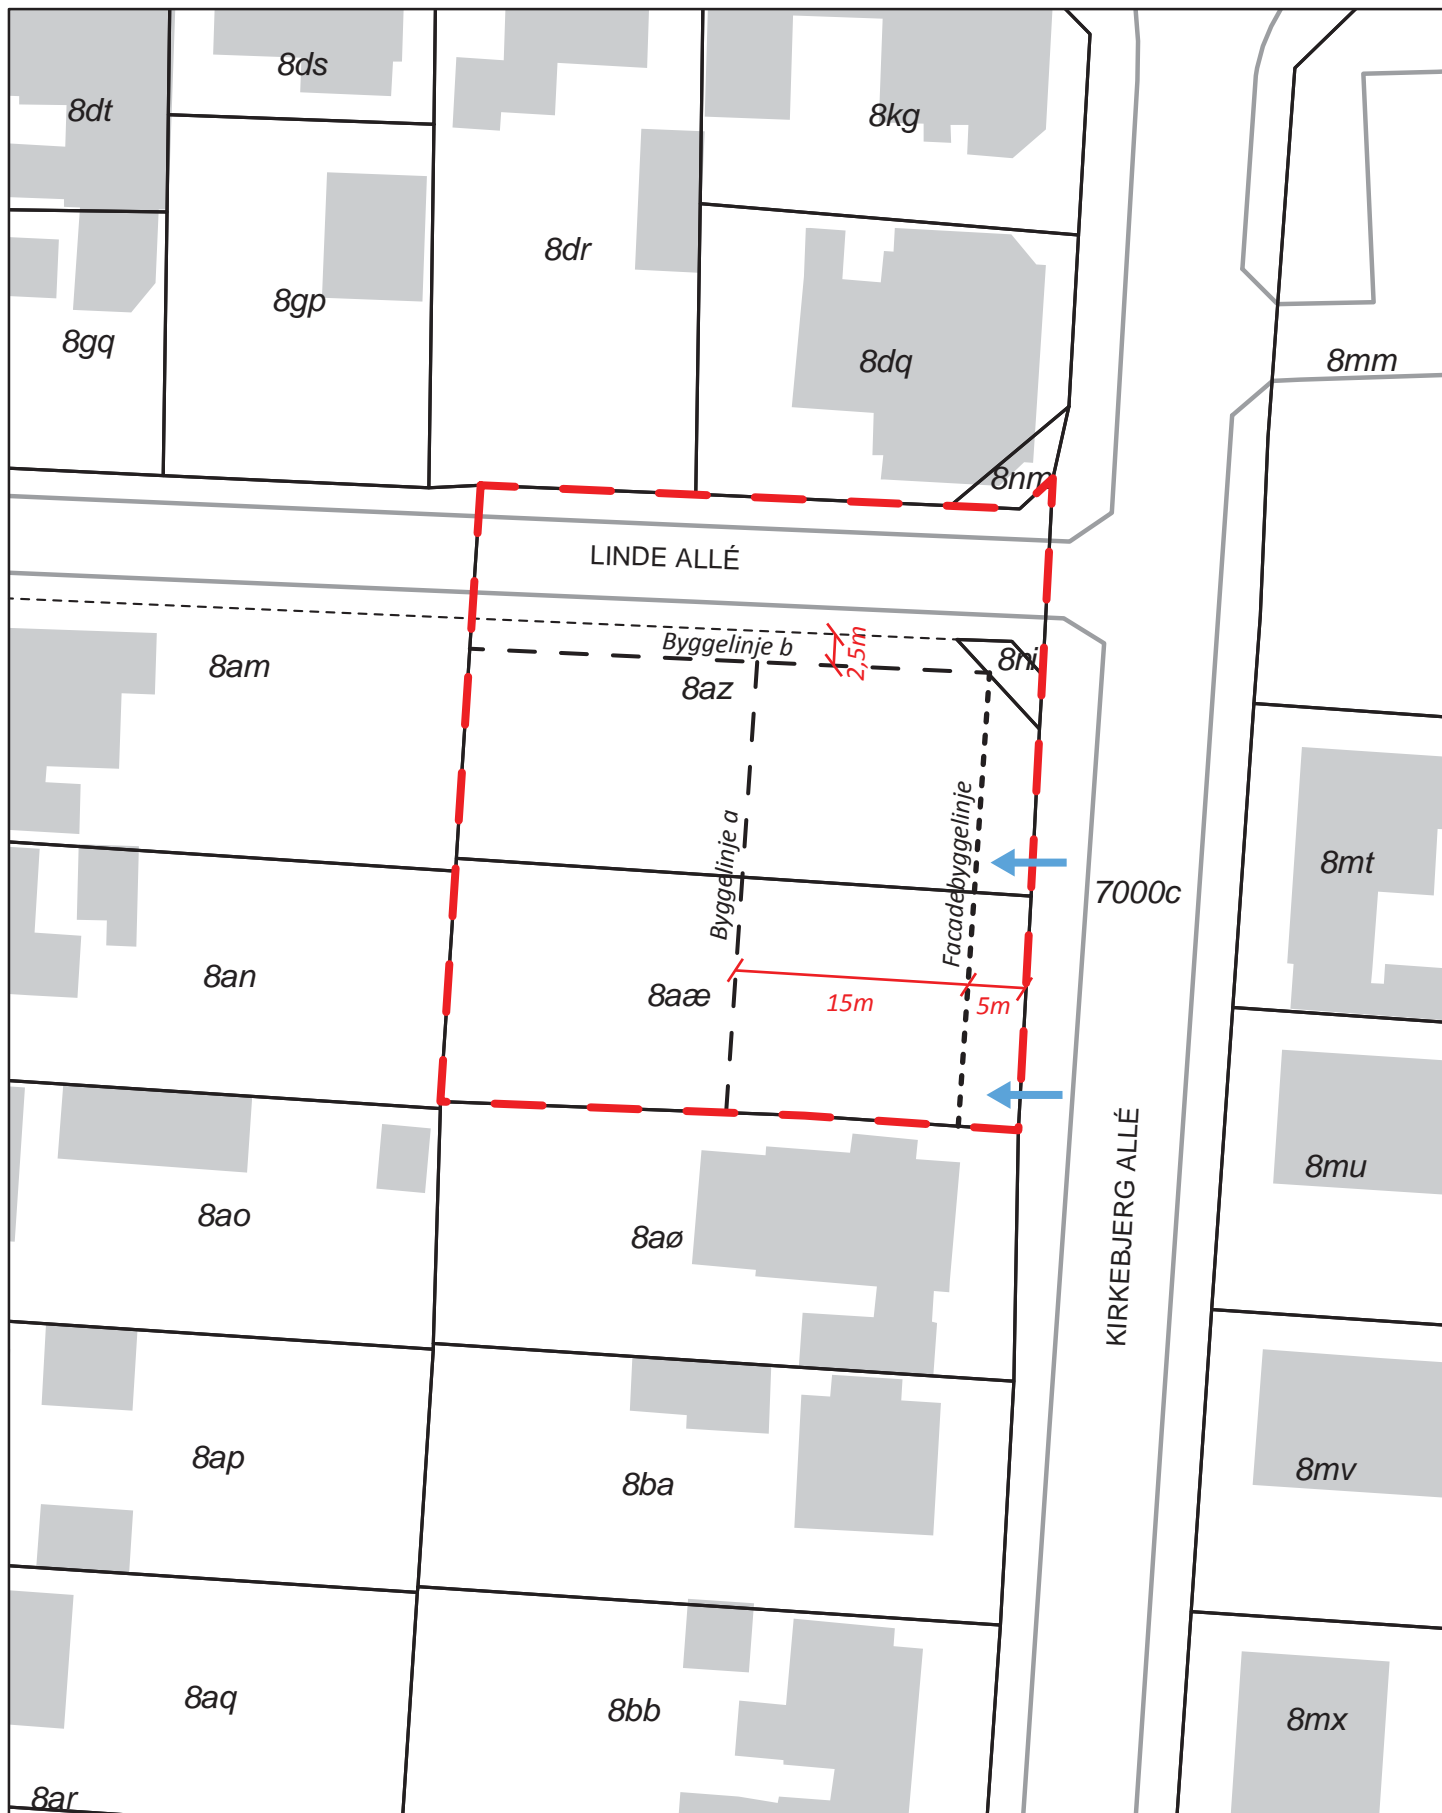 8ds
8dt
8kg
8dr
8gp
8gq
8dq
8mm
8nm
LINDE ALLÉ
Byggelinje b
2,5m
8am
8ni
8az
Byggelinje a
Facadebyggelinje
8mt
7000c
8an
8aæ
15m
5m
KIRKEBJERG ALLÉ
8mu
8ao
8aø
8ap
8ba
8mv
8aq
8bb
8mx
8ar